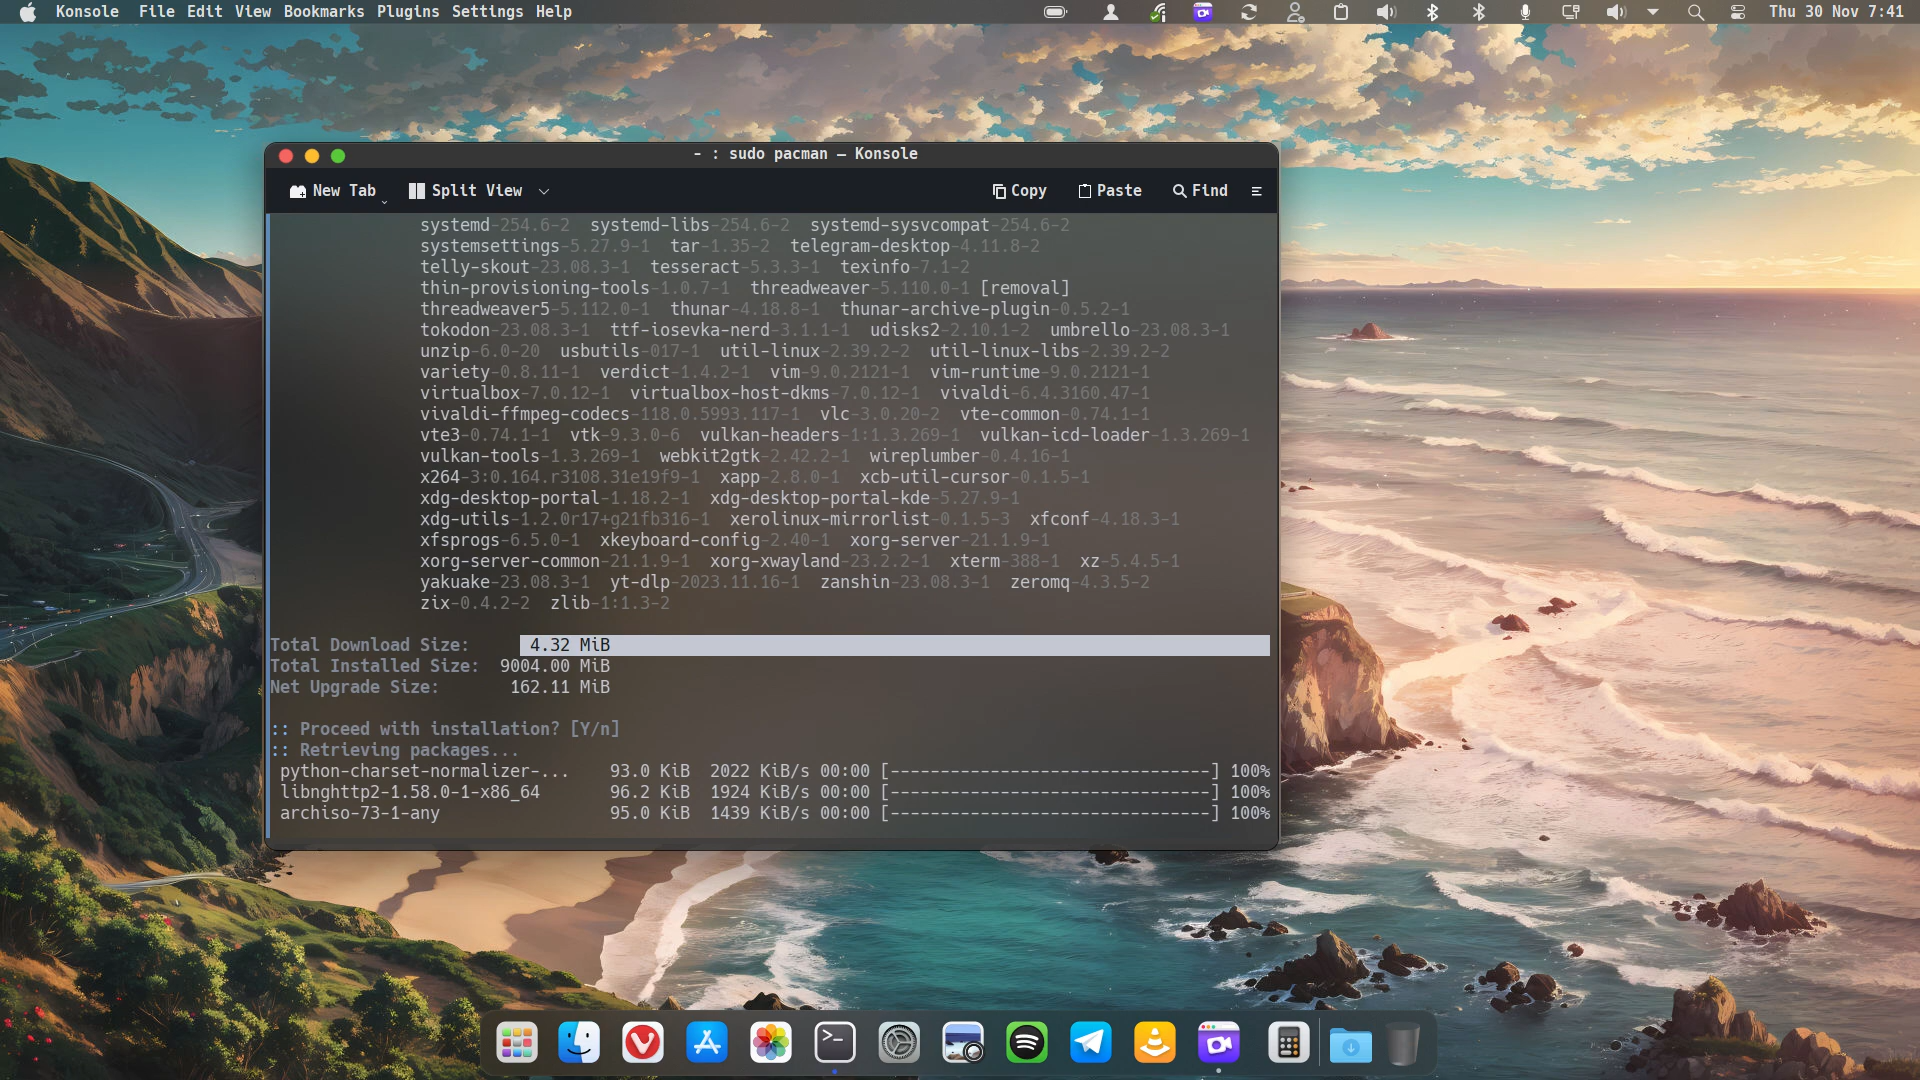 Konsole File Edit View Bookmarks Plugins Settings Help
Thu 30 Nov 7:41
~ : sudo pacman — Konsole
New Tab Split View Copy Paste Find
systemd-254.6-2 systemd-libs-254.6-2 systemd-sysvcompat-254.6-2
systemsettings-5.27.9-1 tar-1.35-2 telegram-desktop-4.11.8-2
telly-skout-23.08.3-1 tesseract-5.3.3-1 texinfo-7.1-2
thin-provisioning-tools-1.0.7-1 threadweaver-5.110.0-1 [removal]
threadweaver5-5.112.0-1 thunar-4.18.8-1 thunar-archive-plugin-0.5.2-1
tokodon-23.08.3-1 ttf-iosevka-nerd-3.1.1-1 udisks2-2.10.1-2 umbrello-23.08.3-1
unzip-6.0-20 usbutils-017-1 util-linux-2.39.2-2 util-linux-libs-2.39.2-2
variety-0.8.11-1 verdict-1.4.2-1 vim-9.0.2121-1 vim-runtime-9.0.2121-1
virtualbox-7.0.12-1 virtualbox-host-dkms-7.0.12-1 vivaldi-6.4.3160.47-1
vivaldi-ffmpeg-codecs-118.0.5993.117-1 vlc-3.0.20-2 vte-common-0.74.1-1
vte3-0.74.1-1 vtk-9.3.0-6 vulkan-headers-1:1.3.269-1 vulkan-icd-loader-1.3.269-1
vulkan-tools-1.3.269-1 webkit2gtk-2.42.2-1 wireplumber-0.4.16-1
x264-3:0.164.r3108.31e19f9-1 xapp-2.8.0-1 xcb-util-cursor-0.1.5-1
xdg-desktop-portal-1.18.2-1 xdg-desktop-portal-kde-5.27.9-1
xdg-utils-1.2.0r17+g21fb316-1 xerolinux-mirrorlist-0.1.5-3 xfconf-4.18.3-1
xfsprogs-6.5.0-1 xkeyboard-config-2.40-1 xorg-server-21.1.9-1
xorg-server-common-21.1.9-1 xorg-xwayland-23.2.2-1 xterm-388-1 xz-5.4.5-1
yakuake-23.08.3-1 yt-dlp-2023.11.16-1 zanshin-23.08.3-1 zeromq-4.3.5-2
zix-0.4.2-2 zlib-1:1.3-2
Total Download Size: 4.32 MiB
Total Installed Size: 9004.00 MiB
Net Upgrade Size: 162.11 MiB
:: Proceed with installation? [Y/n]
:: Retrieving packages...
python-charset-normalizer-... 93.0 KiB 2022 KiB/s 00:00 [--------------------------------] 100%
libnghttp2-1.58.0-1-x86_64 96.2 KiB 1924 KiB/s 00:00 [--------------------------------] 100%
archiso-73-1-any 95.0 KiB 1439 KiB/s 00:00 [--------------------------------] 100%